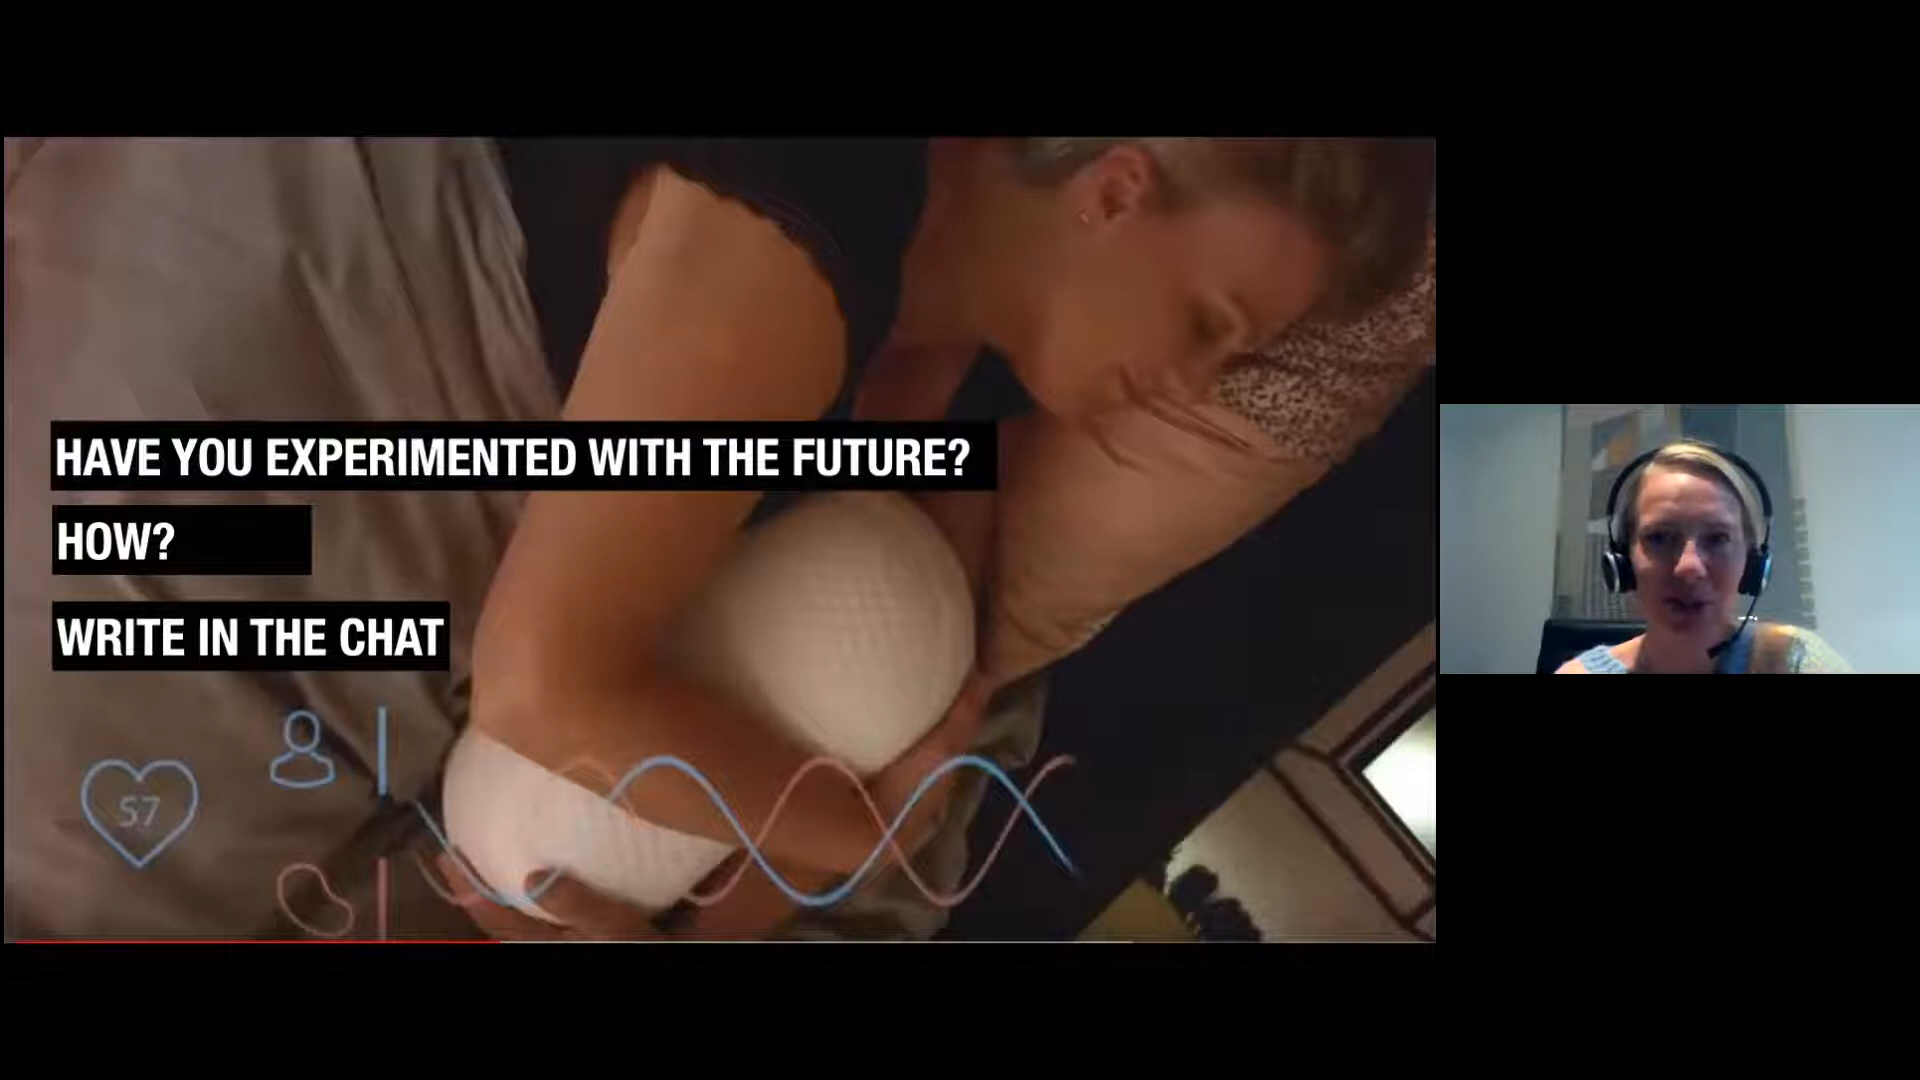 HAVE YOU EXPERIMENTED WITH THE FUTURE?
HOW?
WRITE IN THE CHAT
57